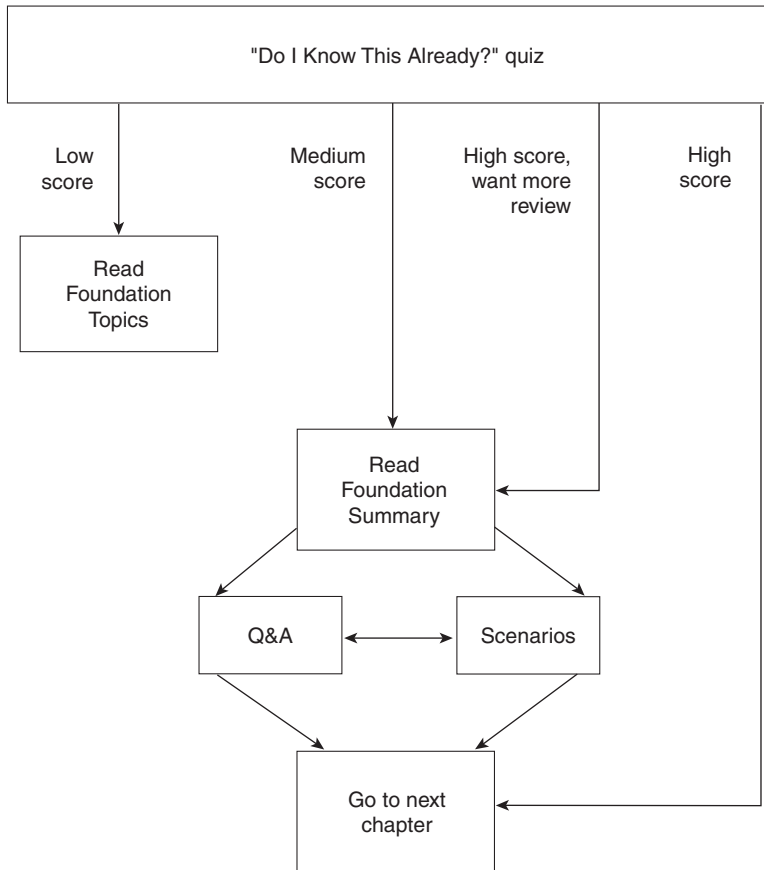 "Do I Know This Already?" quiz
Low
score
Medium
score
High score,
want more
review
High
score
Read
Foundation
Topics
Read
Foundation
Summary
Q&A
Scenarios
Go to next
chapter